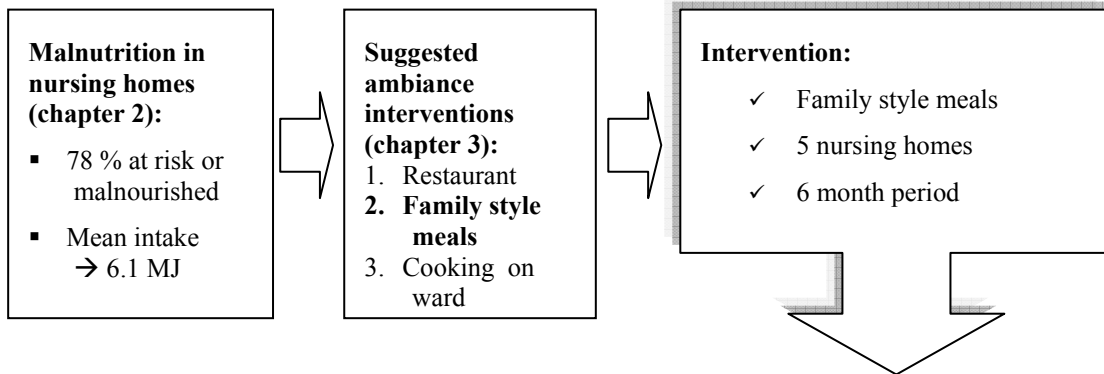 Malnutrition in
nursing homes
(chapter 2):
▪ 78 % at risk or
malnourished
▪ Mean intake
→ 6.1 MJ
Suggested
ambiance
interventions
(chapter 3):
1. Restaurant
2. Family style
meals
3. Cooking on
ward
Intervention:
✓ Family style meals
✓ 5 nursing homes
✓ 6 month period